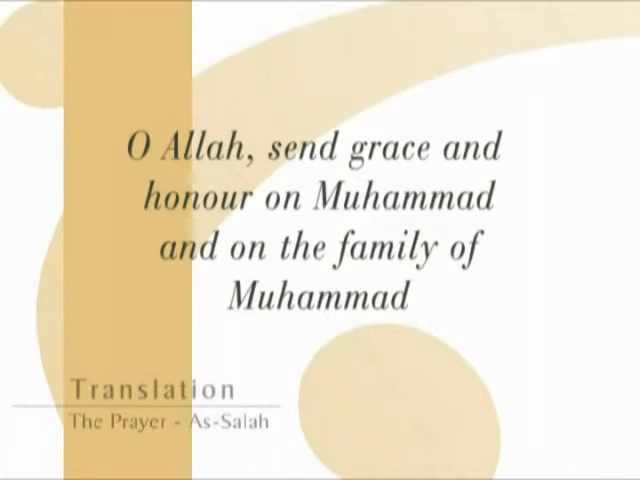 O Allah, send grace and
honour on Muhammad
and on the family of
Muhammad
Translation
The Prayer - As-Salah